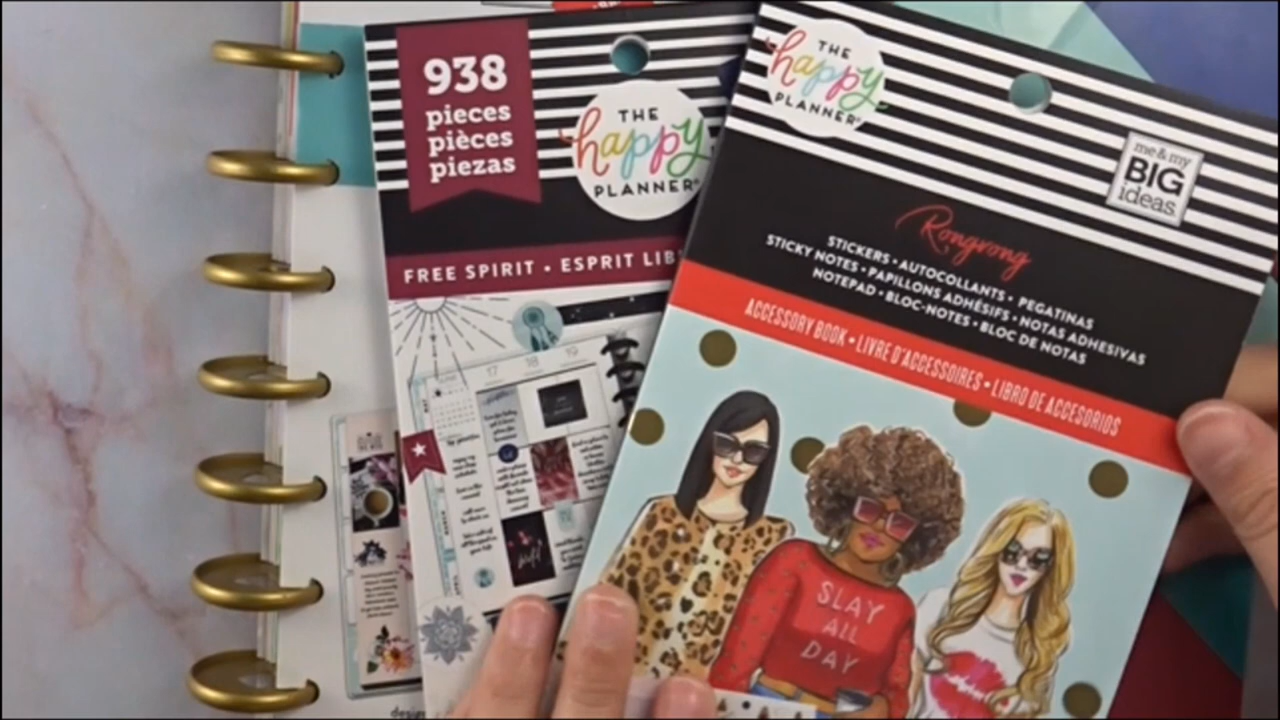 938
pieces
pièces
piezas
THE
happy
PLANNER®
FREE SPIRIT • ESPRIT LIB
17
18
19
THE
happy
PLANNER®
me & my
BIG
ideas
Rongrong
STICKERS • AUTOCOLLANTS • PEGATINAS
STICKY NOTES • PAPILLONS ADHÉSIFS • NOTAS ADHESIVAS
NOTEPAD • BLOC-NOTES • BLOC DE NOTAS
ACCESSORY BOOK • LIVRE D'ACCESSOIRES • LIBRO DE ACCESORIOS
SLAY
ALL
DAY